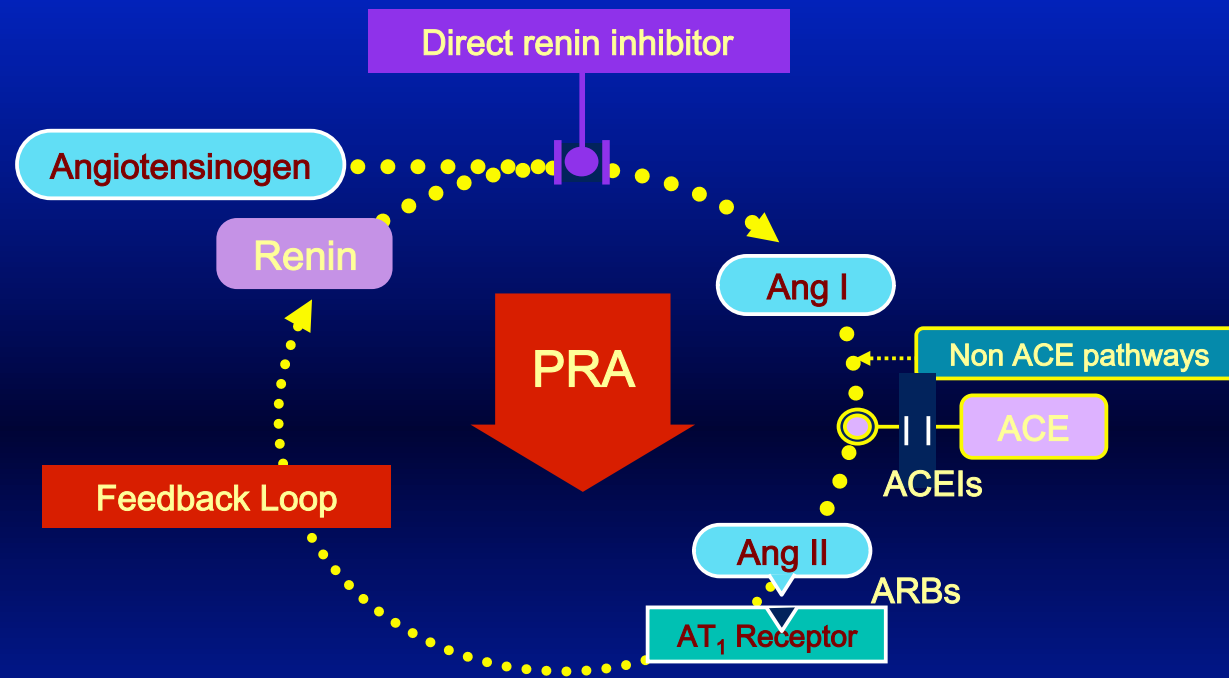 Direct renin inhibitor
Angiotensinogen
Renin
Ang I
PRA
Non ACE pathways
ACE
ACEIs
Feedback Loop
Ang II
ARBs
AT₁ Receptor